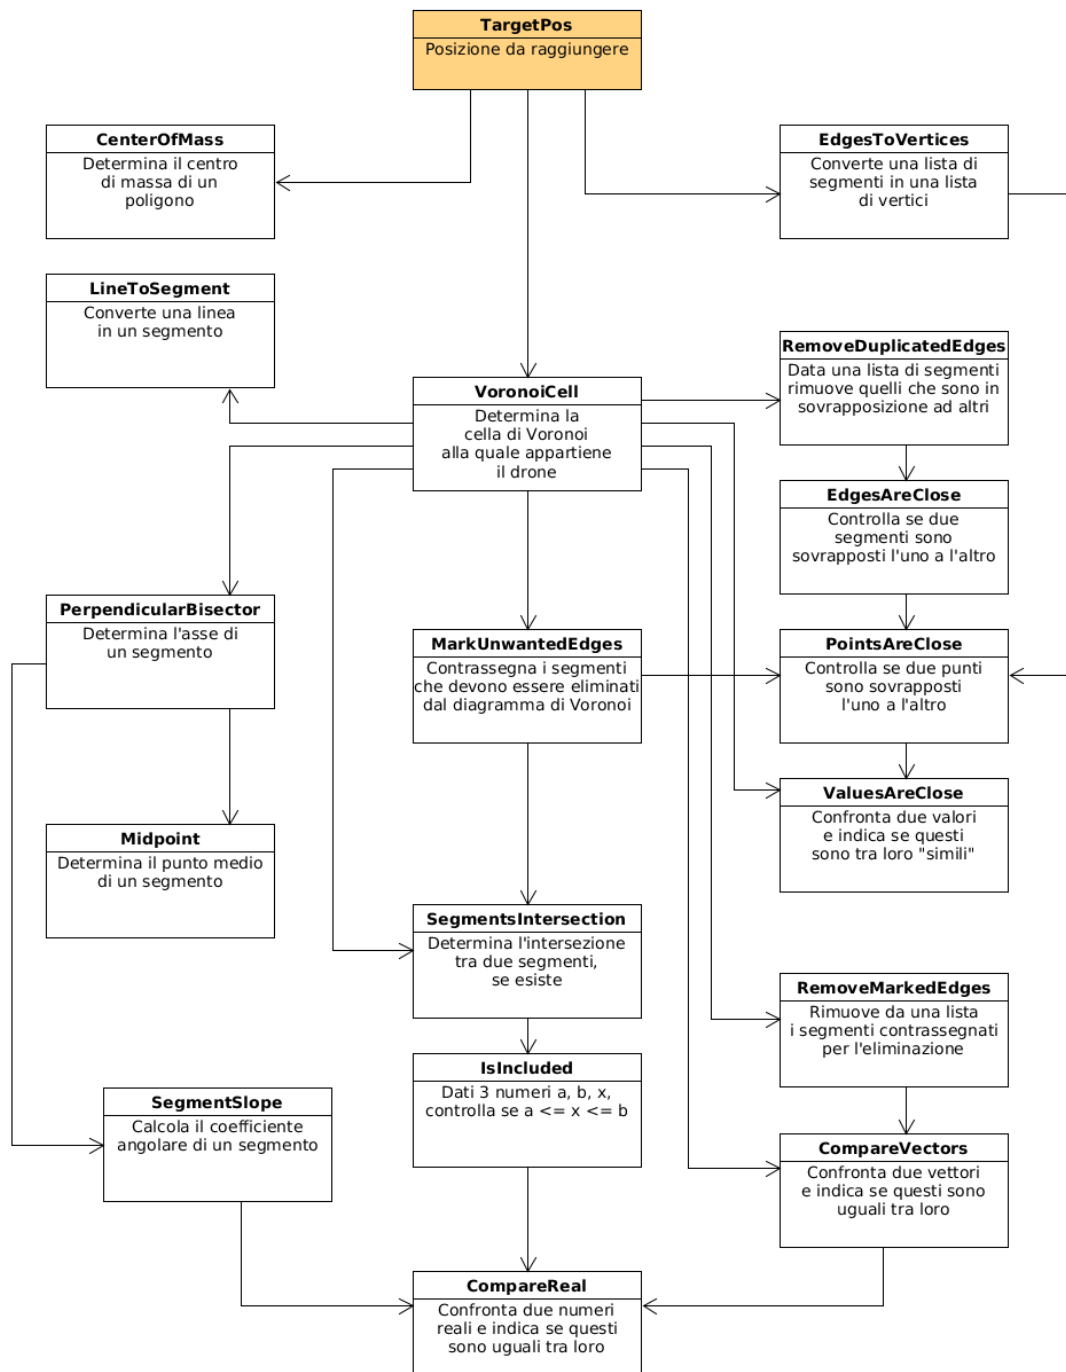 TargetPos
Posizione da raggiungere
CenterOfMass
Determina il centro
di massa di un
poligono
EdgesToVertices
Converte una lista di
segmenti in una lista
di vertici
LineToSegment
Converte una linea
in un segmento
RemoveDuplicatedEdges
Data una lista di segmenti
rimuove quelli che sono in
sovrapposizione ad altri
VoronoiCell
Determina la
cella di Voronoi
alla quale appartiene
il drone
EdgesAreClose
Controlla se due
segmenti sono
sovrapposti l'uno a l'altro
PerpendicularBisector
Determina l'asse di
un segmento
MarkUnwantedEdges
Contrassegna i segmenti
che devono essere eliminati
dal diagramma di Voronoi
PointsAreClose
Controlla se due punti
sono sovrapposti
l'uno a l'altro
ValuesAreClose
Confronta due valori
e indica se questi
sono tra loro "simili"
Midpoint
Determina il punto medio
di un segmento
SegmentsIntersection
Determina l'intersezione
tra due segmenti,
se esiste
RemoveMarkedEdges
Rimuove da una lista
i segmenti contrassegnati
per l'eliminazione
IsIncluded
Dati 3 numeri a, b, x,
controlla se a <= x <= b
SegmentSlope
Calcola il coefficiente
angolare di un segmento
CompareVectors
Confronta due vettori
e indica se questi sono
uguali tra loro
CompareReal
Confronta due numeri
reali e indica se questi
sono uguali tra loro